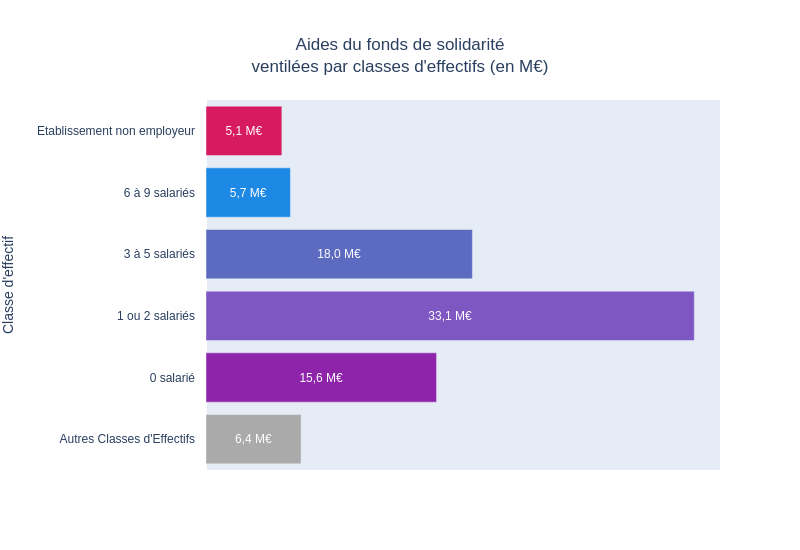 Aides du fonds de solidarité
ventilées par classes d'effectifs (en M€)
Classe d'effectif
Etablissement non employeur
5,1 M€
6 à 9 salariés
5,7 M€
3 à 5 salariés
18,0 M€
1 ou 2 salariés
33,1 M€
0 salarié
15,6 M€
Autres Classes d'Effectifs
6,4 M€